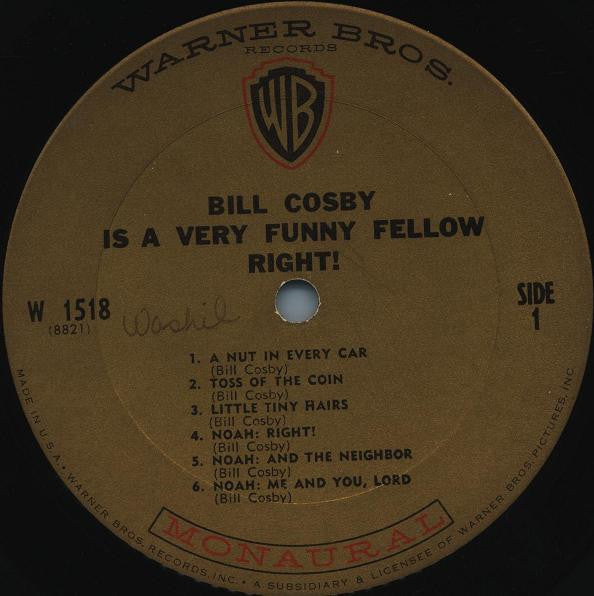 WARNER BROS.
RECORDS
WB
BILL COSBY
IS A VERY FUNNY FELLOW
RIGHT!
W 1518
(8821)
SIDE
1
1. A NUT IN EVERY CAR
(Bill Cosby)
2. TOSS OF THE COIN
(Bill Cosby)
3. LITTLE TINY HAIRS
(Bill Cosby)
4. NOAH: RIGHT!
(Bill Cosby)
5. NOAH: AND THE NEIGHBOR
(Bill Cosby)
6. NOAH: ME AND YOU, LORD
(Bill Cosby)
MONAURAL
MADE IN U.S.A. • WARNER BROS. RECORDS, INC. • A SUBSIDIARY & LICENSEE OF WARNER BROS. PICTURES, INC.